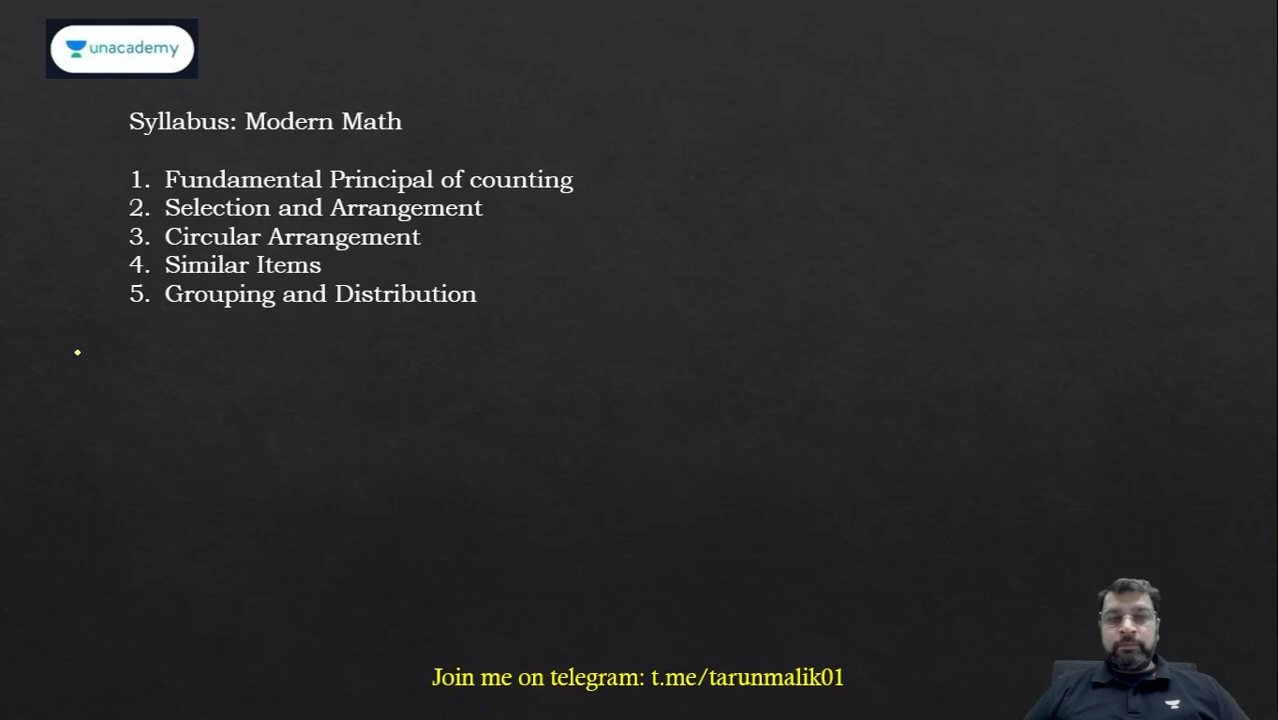 unacademy
Syllabus: Modern Math
1. Fundamental Principal of counting
2. Selection and Arrangement
3. Circular Arrangement
4. Similar Items
5. Grouping and Distribution
Join me on telegram: t.me/tarunmalik01